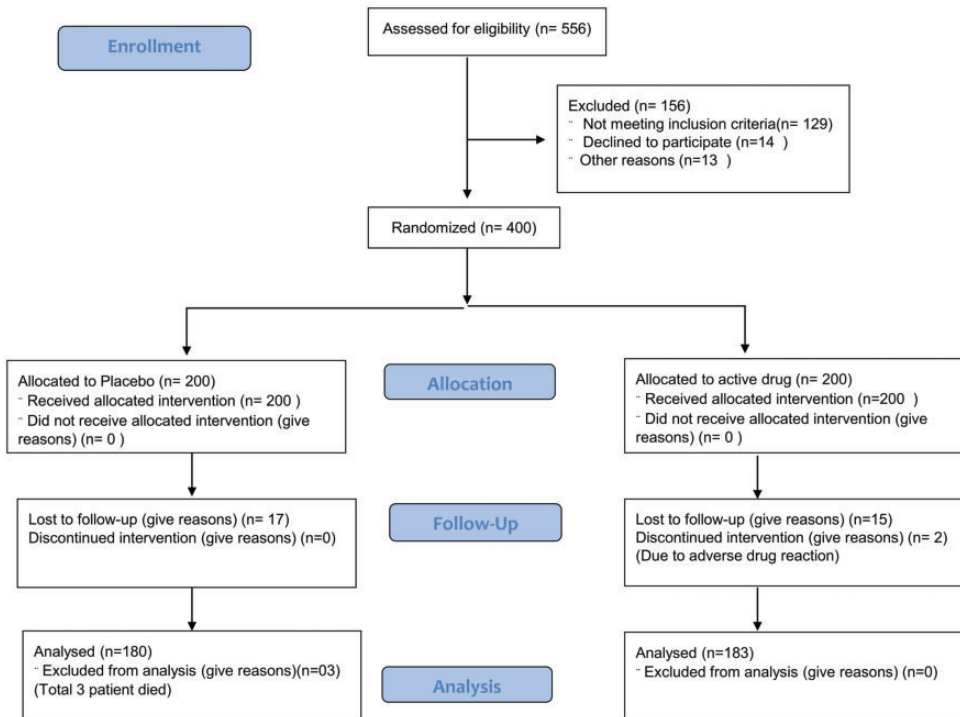 Enrollment
Assessed for eligibility (n= 556)
Excluded (n= 156)
¨ Not meeting inclusion criteria(n= 129)
¨ Declined to participate (n=14 )
¨ Other reasons (n=13 )
Randomized (n= 400)
Allocation
Allocated to Placebo (n= 200)
¨ Received allocated intervention (n= 200 )
¨ Did not receive allocated intervention (give
reasons) (n= 0 )
Allocated to active drug (n= 200)
¨ Received allocated intervention (n=200 )
¨ Did not receive allocated intervention (give
reasons) (n= 0 )
Follow-Up
Lost to follow-up (give reasons) (n= 17)
Discontinued intervention (give reasons) (n=0)
Lost to follow-up (give reasons) (n=15)
Discontinued intervention (give reasons) (n= 2)
(Due to adverse drug reaction)
Analysis
Analysed (n=180)
¨ Excluded from analysis (give reasons)(n=03)
(Total 3 patient died)
Analysed (n=183)
¨ Excluded from analysis (give reasons) (n=0)